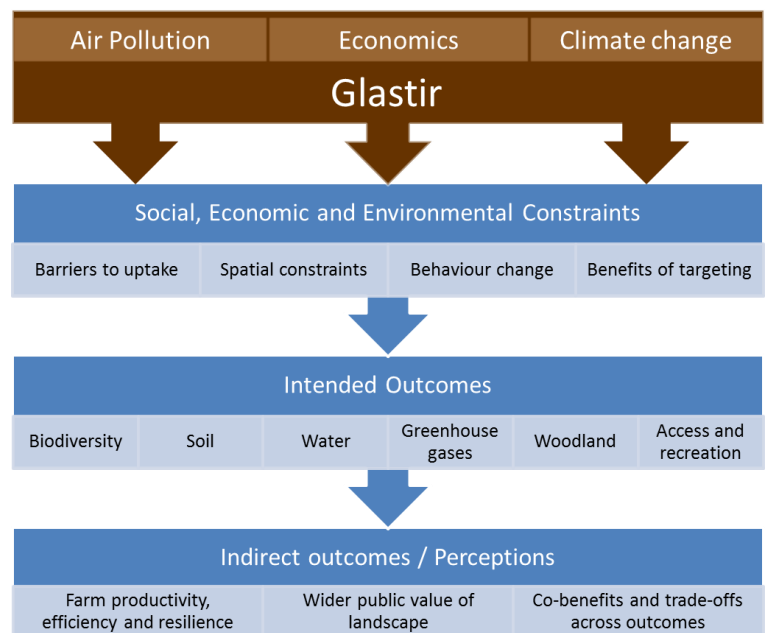 Air Pollution
Economics
Climate change
Glastir
Social, Economic and Environmental Constraints
Barriers to uptake
Spatial constraints
Behaviour change
Benefits of targeting
Intended Outcomes
Biodiversity
Soil
Water
Greenhouse
gases
Woodland
Access and
recreation
Indirect outcomes / Perceptions
Farm productivity,
efficiency and resilience
Wider public value of
landscape
Co-benefits and trade-offs
across outcomes